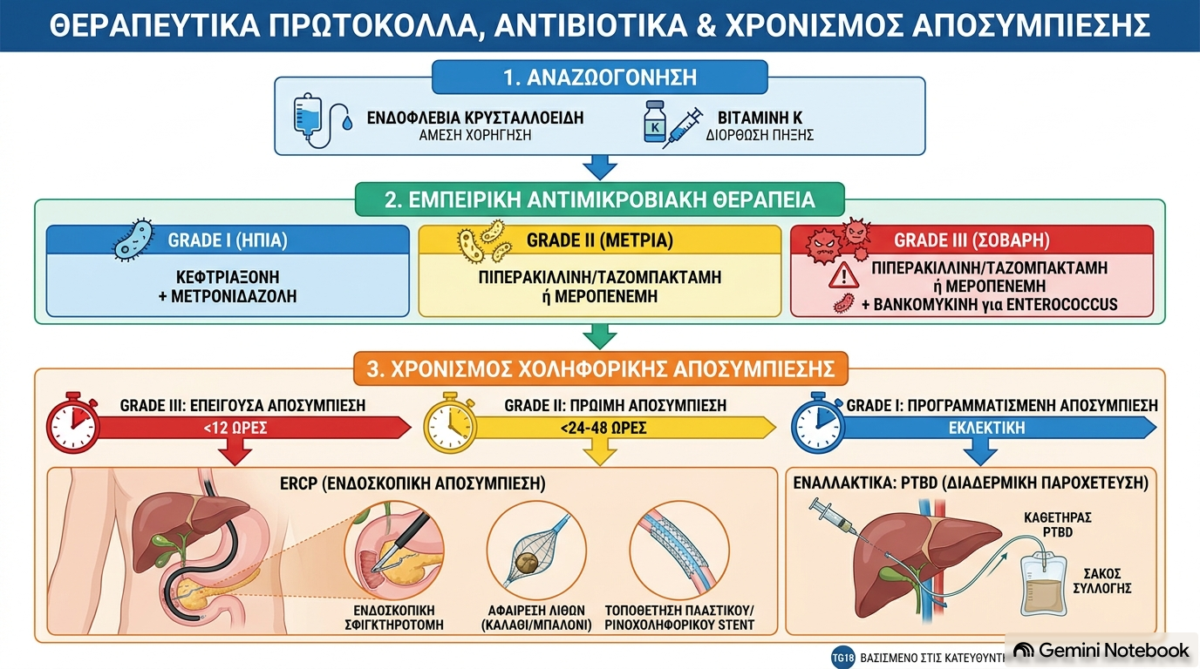 ΘΕΡΑΠΕΥΤΙΚΑ ΠΡΩΤΟΚΟΛΛΑ, ΑΝΤΙΒΙΟΤΙΚΑ & ΧΡΟΝΙΣΜΟΣ ΑΠΟΣΥΜΠΙΕΣΗΣ
1. ΑΝΑΖΩΟΓΟΝΗΣΗ
ΕΝΔΟΦΛΕΒΙΑ ΚΡΥΣΤΑΛΛΟΕΙΔΗ
ΑΜΕΣΗ ΧΟΡΗΓΗΣΗ
K
ΒΙΤΑΜΙΝΗ Κ
ΔΙΟΡΘΩΣΗ ΠΗΞΗΣ
2. ΕΜΠΕΙΡΙΚΗ ΑΝΤΙΜΙΚΡΟΒΙΑΚΗ ΘΕΡΑΠΕΙΑ
GRADE I (ΗΠΙΑ)
ΚΕΦΤΡΙΑΞΟΝΗ
+ ΜΕΤΡΟΝΙΔΑΖΟΛΗ
GRADE II (ΜΕΤΡΙΑ)
ΠΙΠΕΡΑΚΙΛΛΙΝΗ/ΤΑΖΟΜΠΑΚΤΑΜΗ
ή ΜΕΡΟΠΕΝΕΜΗ
GRADE III (ΣΟΒΑΡΗ)
ΠΙΠΕΡΑΚΙΛΛΙΝΗ/ΤΑΖΟΜΠΑΚΤΑΜΗ
ή ΜΕΡΟΠΕΝΕΜΗ
+ ΒΑΝΚΟΜΥΚΙΝΗ για ENTEROCOCCUS
3. ΧΡΟΝΙΣΜΟΣ ΧΟΛΗΦΟΡΙΚΗΣ ΑΠΟΣΥΜΠΙΕΣΗΣ
GRADE III: ΕΠΕΙΓΟΥΣΑ ΑΠΟΣΥΜΠΙΕΣΗ
<12 ΩΡΕΣ
GRADE II: ΠΡΩΙΜΗ ΑΠΟΣΥΜΠΙΕΣΗ
<24-48 ΩΡΕΣ
GRADE I: ΠΡΟΓΡΑΜΜΑΤΙΣΜΕΝΗ ΑΠΟΣΥΜΠΙΕΣΗ
ΕΚΛΕΚΤΙΚΗ
ERCP (ΕΝΔΟΣΚΟΠΙΚΗ ΑΠΟΣΥΜΠΙΕΣΗ)
ΕΝΔΟΣΚΟΠΙΚΗ
ΣΦΙΓΚΤΗΡΟΤΟΜΗ
ΑΦΑΙΡΕΣΗ ΛΙΘΩΝ
(ΚΑΛΑΘΙ/ΜΠΑΛΟΝΙ)
ΤΟΠΟΘΕΤΗΣΗ ΠΛΑΣΤΙΚΟΥ/
ΡΙΝΟΧΟΛΗΦΟΡΙΚΟΥ STENT
ΕΝΑΛΛΑΚΤΙΚΑ: PTBD (ΔΙΑΔΕΡΜΙΚΗ ΠΑΡΟΧΕΤΕΥΣΗ)
ΚΑΘΕΤΗΡΑΣ
PTBD
ΣΑΚΟΣ
ΣΥΛΛΟΓΗΣ
TG18 ΒΑΣΙΣΜΕΝΟ ΣΤΙΣ
Gemini Notebook